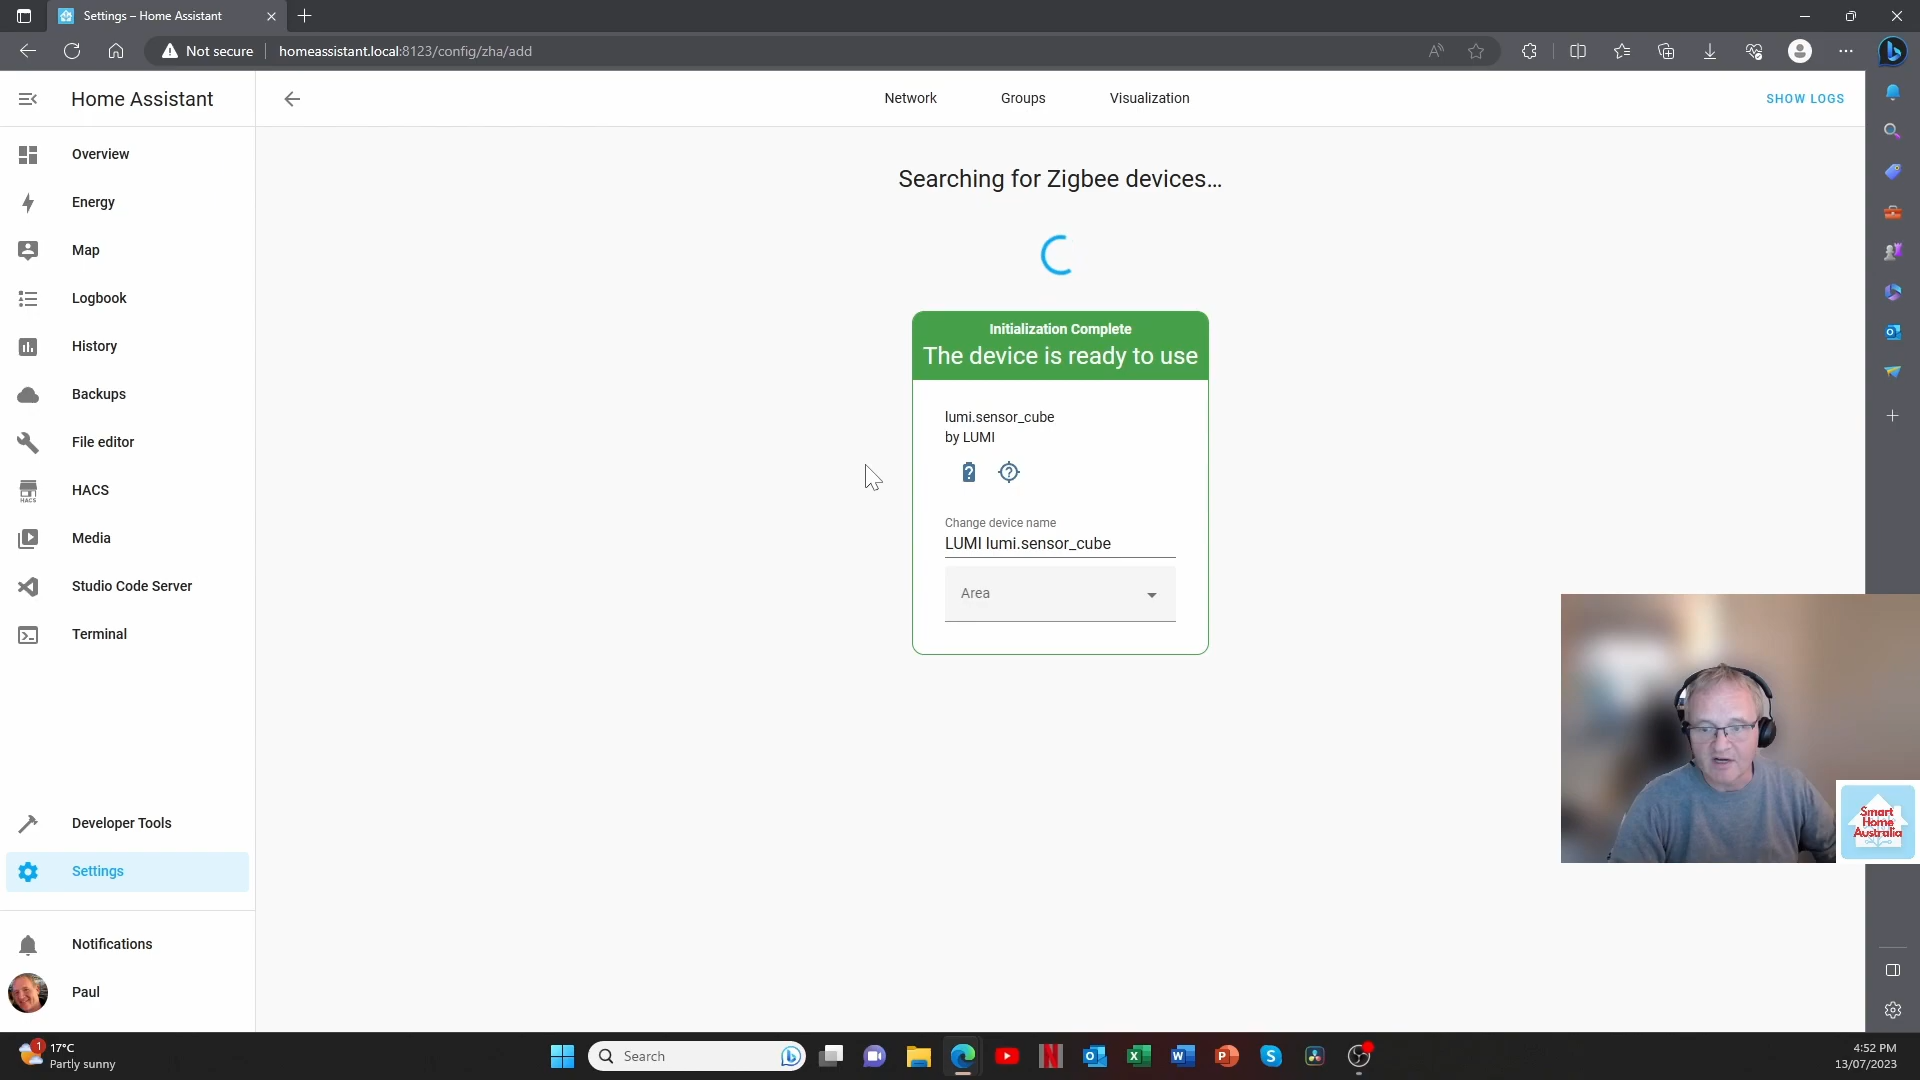 Settings – Home Assistant
Not secure
homeassistant.local:8123/config/zha/add
Home Assistant
Network
Groups
Visualization
SHOW LOGS
Overview
Energy
Map
Logbook
History
Backups
File editor
HACS
HACS
Media
Studio Code Server
Terminal
Developer Tools
Settings
Notifications
Paul
Searching for Zigbee devices...
Initialization Complete
The device is ready to use
lumi.sensor_cube
by LUMI
Change device name
LUMI lumi.sensor_cube
Area
Smart
Home
Australia
1
17°C
Partly sunny
Search
4:52 PM
13/07/2023